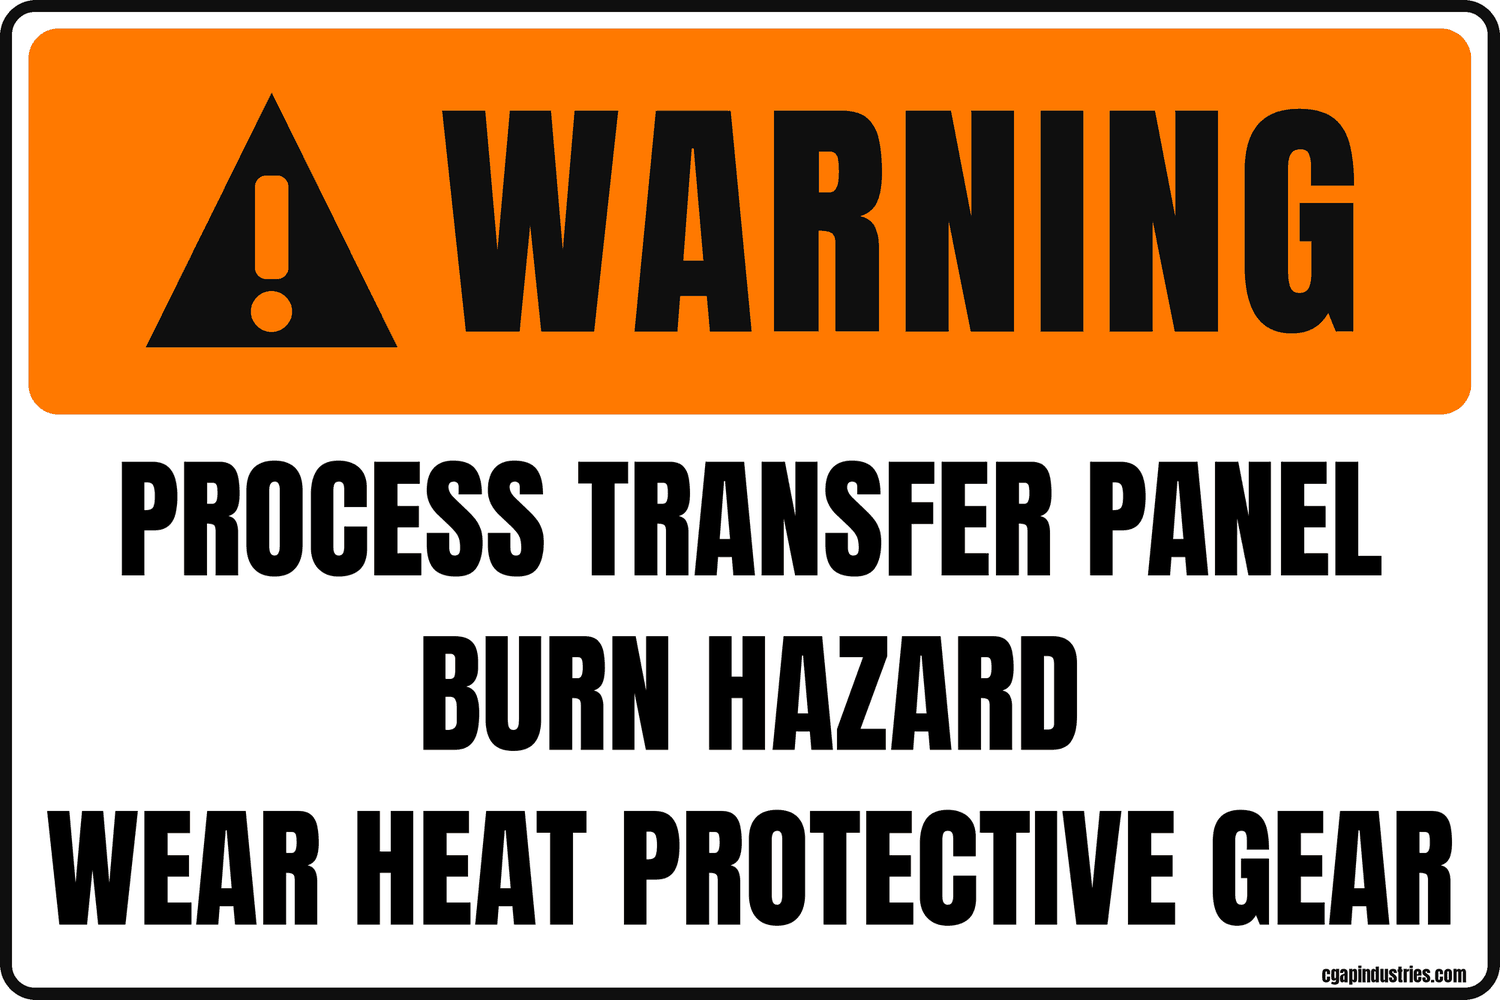 WARNING
PROCESS TRANSFER PANEL
BURN HAZARD
WEAR HEAT PROTECTIVE GEAR
cgapindustries.com